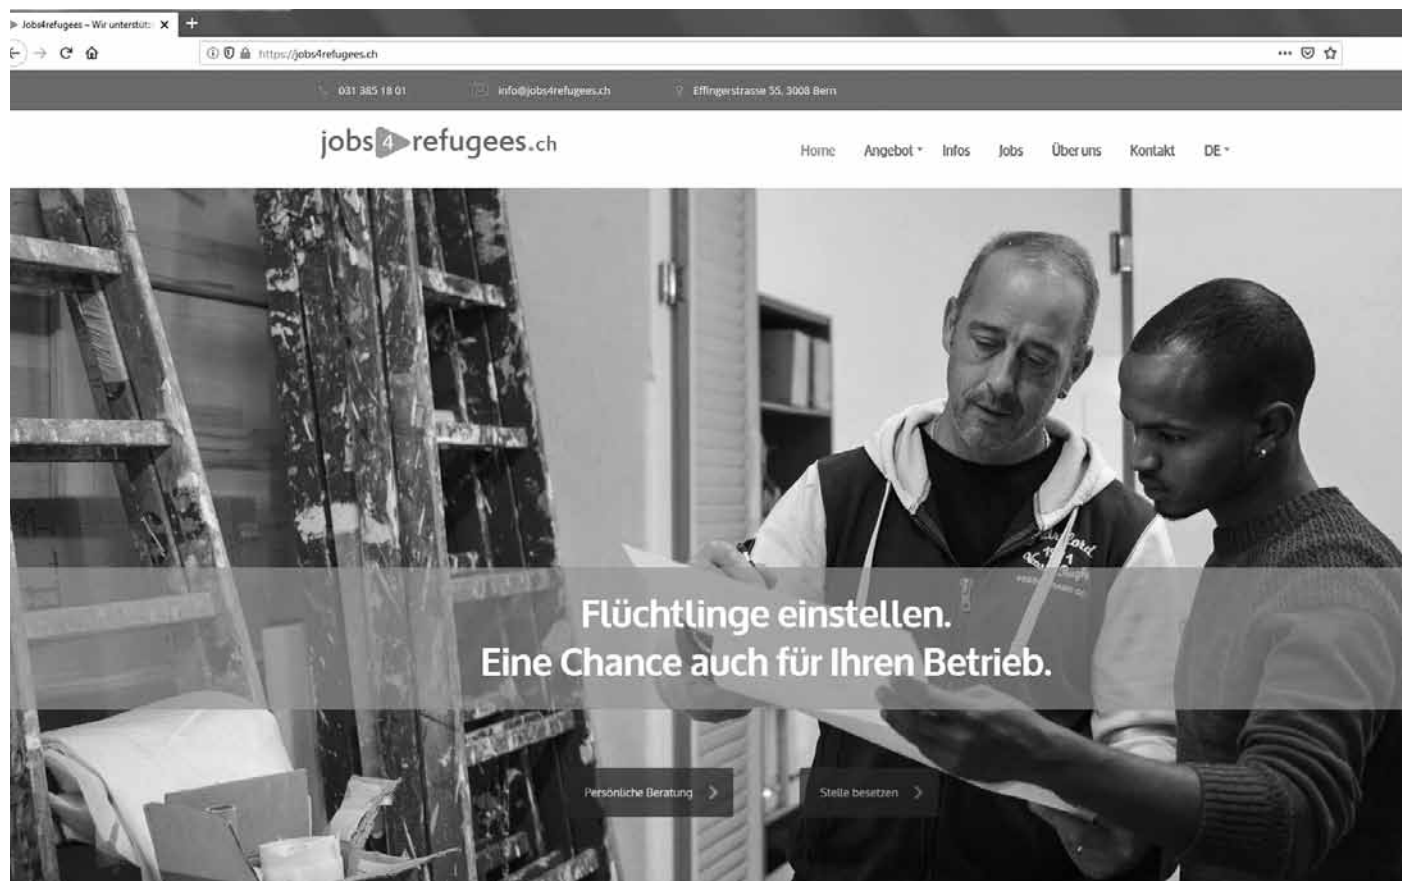 Jobs4refugees – Wir unterstüt
https://jobs4refugees.ch
031 385 18 01
info@jobs4refugees.ch
Effingerstrasse 55, 3008 Bern
jobs4refugees.ch
Home Angebot Infos Jobs Über uns Kontakt DE
Flüchtlinge einstellen.
Eine Chance auch für Ihren Betrieb.
Persönliche Beratung
Stelle besetzen